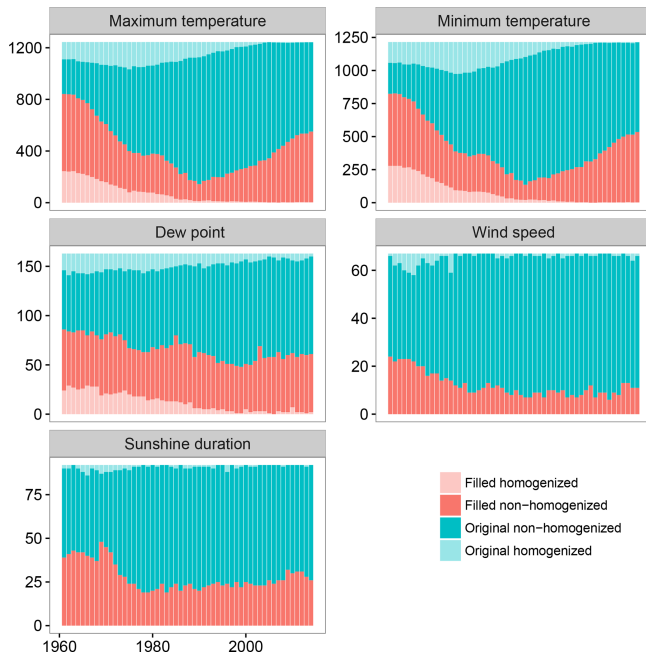 Maximum temperature
Minimum temperature
1200
800
400
0
1250
1000
750
500
250
0
Dew point
Wind speed
150
100
50
0
60
40
20
0
Sunshine duration
75
50
25
0
1960
1980
2000
Filled homogenized
Filled non−homogenized
Original non−homogenized
Original homogenized